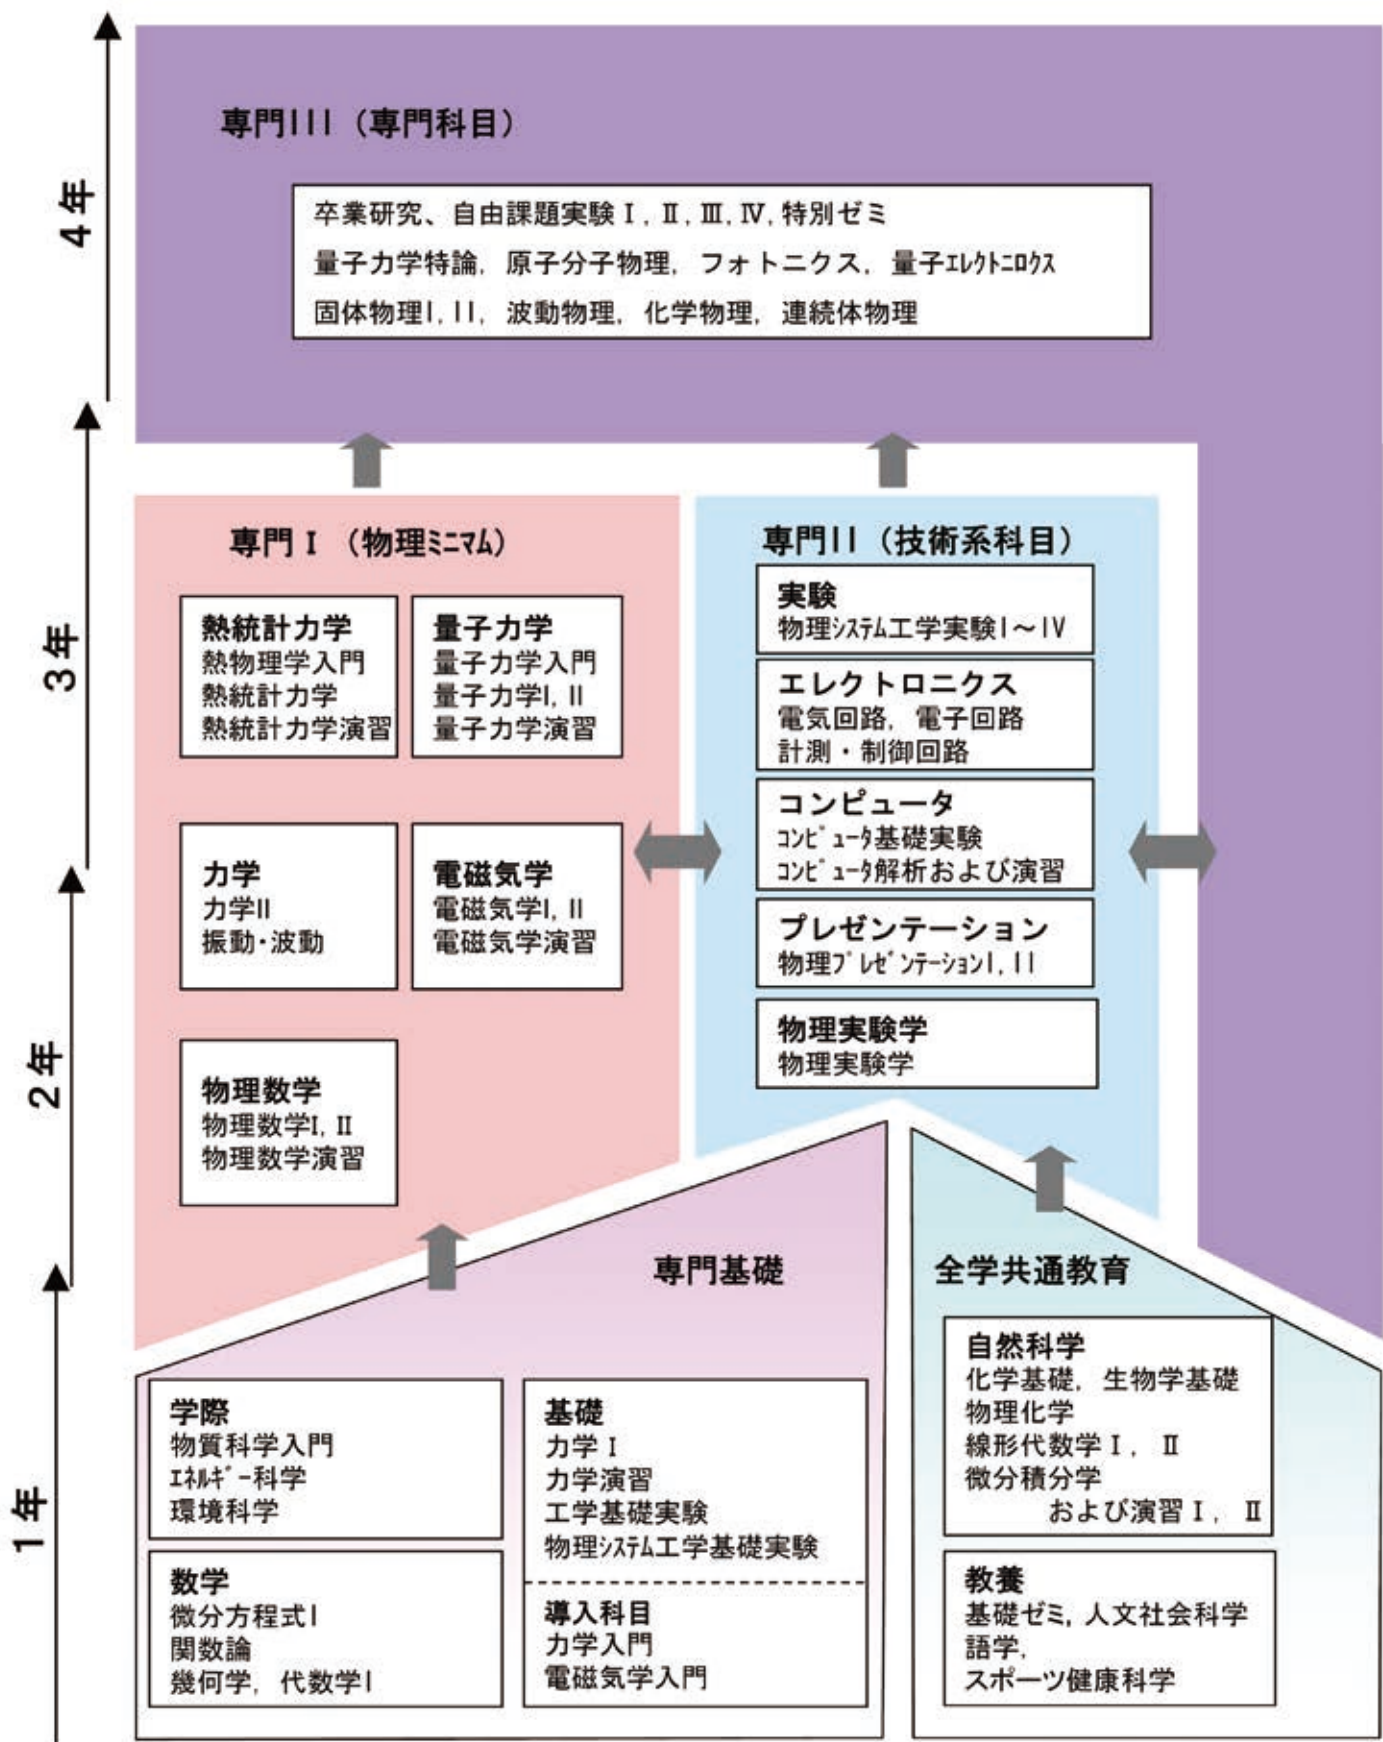 4年
専門III（専門科目）
卒業研究、自由課題実験Ⅰ, Ⅱ, Ⅲ, Ⅳ, 特別ゼミ
量子力学特論, 原子分子物理, フォトニクス, 量子ｴﾚｸﾄﾆﾛｸｽ
固体物理I, II, 波動物理, 化学物理, 連続体物理
3年
専門Ⅰ（物理ﾐﾆﾏﾑ）
熱統計力学
熱物理学入門
熱統計力学
熱統計力学演習
量子力学
量子力学入門
量子力学I, II
量子力学演習
力学
力学II
振動・波動
電磁気学
電磁気学I, II
電磁気学演習
2年
物理数学
物理数学I, II
物理数学演習
専門II（技術系科目）
実験
物理ｼｽﾃﾑ工学実験I～IV
エレクトロニクス
電気回路, 電子回路
計測・制御回路
コンピュータ
ｺﾝﾋﾟｭｰﾀ基礎実験
ｺﾝﾋﾟｭｰﾀ解析および演習
プレゼンテーション
物理ﾌﾟﾚｾﾞﾝﾃｰｼｮﾝI, II
物理実験学
物理実験学
1年
専門基礎
学際
物質科学入門
ｴﾈﾙｷﾞｰ科学
環境科学
数学
微分方程式I
関数論
幾何学, 代数学I
基礎
力学Ⅰ
力学演習
工学基礎実験
物理ｼｽﾃﾑ工学基礎実験
導入科目
力学入門
電磁気学入門
全学共通教育
自然科学
化学基礎, 生物学基礎
物理化学
線形代数学Ⅰ, Ⅱ
微分積分学
および演習Ⅰ, Ⅱ
教養
基礎ゼミ, 人文社会科学
語学,
スポーツ健康科学